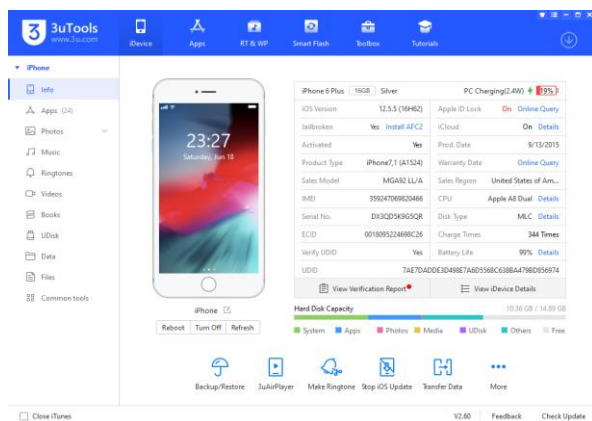 3 3uTools
www.3u.com
iDevice Apps RT & WP Smart Flash Toolbox Tutorials
iPhone
Info
Apps (24)
Photos
Music
Ringtones
Videos
Books
UDisk
Data
Files
Common tools
23:27
Saturday, Jun 18
iPhone
Reboot Turn Off Refresh
iPhone 6 Plus 16GB Silver PC Charging(2.4W) 19%
iOS Version 12.5.5 (16H62) Apple ID Lock On Online Query
Jailbroken Yes Install AFC2 iCloud On Details
Activated Yes Prod. Date 9/13/2015
Product Type iPhone7,1 (A1524) Warranty Date Online Query
Sales Model MGA92 LL/A Sales Region United States of Am...
IMEI 359247069820466 CPU Apple A8 Dual Details
Serial No. DX3QD5K9G5QR Disk Type MLC Details
ECID 0018095224698C26 Charge Times 344 Times
Verify UDID Yes Battery Life 99% Details
UDID 7AE7DADDE3D498E7A6D5568C638BA4798D856974
View Verification Report View iDevice Details
Hard Disk Capacity 10.36 GB / 14.89 GB
System Apps Photos Media UDisk Others Free
Backup/Restore 3uAirPlayer Make Ringtone Stop iOS Update Transfer Data More
Close iTunes V2.60 Feedback Check Update